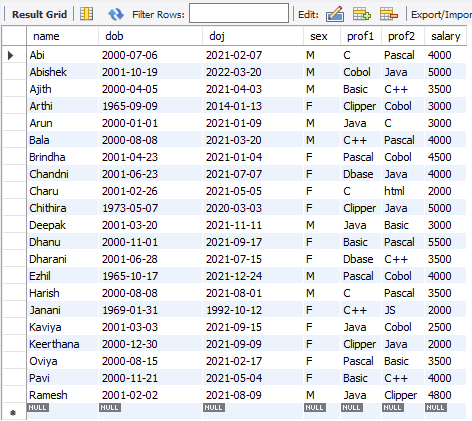 Result Grid Filter Rows: Edit: Export/Impor
name dob doj sex prof1 prof2 salary
Abi 2000-07-06 2021-02-07 M C Pascal 4000
Abishek 2001-10-19 2022-03-20 M Cobol Java 5000
Ajith 2000-04-05 2021-04-03 M Basic C++ 3500
Arthi 1965-09-09 2014-01-13 F Clipper Cobol 3000
Arun 2000-01-01 2021-01-09 M Java C 3000
Bala 2000-08-08 2021-03-20 M C++ Pascal 4000
Brindha 2001-04-23 2021-01-04 F Pascal Cobol 4500
Chandni 2001-06-23 2021-07-07 F Dbase Java 4000
Charu 2001-02-26 2021-05-05 F C html 2000
Chithira 1973-05-07 2020-03-03 F Clipper Java 5000
Deepak 2001-03-20 2021-11-11 M Java Basic 3000
Dhanu 2000-11-01 2021-09-17 F Basic Pascal 5500
Dharani 2001-06-28 2021-07-15 F Dbase C++ 3500
Ezhil 1965-10-17 2021-12-24 M Pascal Cobol 4000
Harish 2000-08-08 2021-08-01 M C Pascal 3500
Janani 1969-01-31 1992-10-12 F C++ JS 2000
Kaviya 2001-03-03 2021-09-15 F Java Cobol 2500
Keerthana 2000-12-30 2021-09-09 F Clipper Java 2000
Oviya 2000-08-15 2021-02-17 F Pascal Basic 3500
Pavi 2000-11-21 2021-05-04 F Basic C++ 4000
Ramesh 2001-02-02 2021-08-09 M Java Clipper 4800
NULL NULL NULL NULL NULL NULL NULL